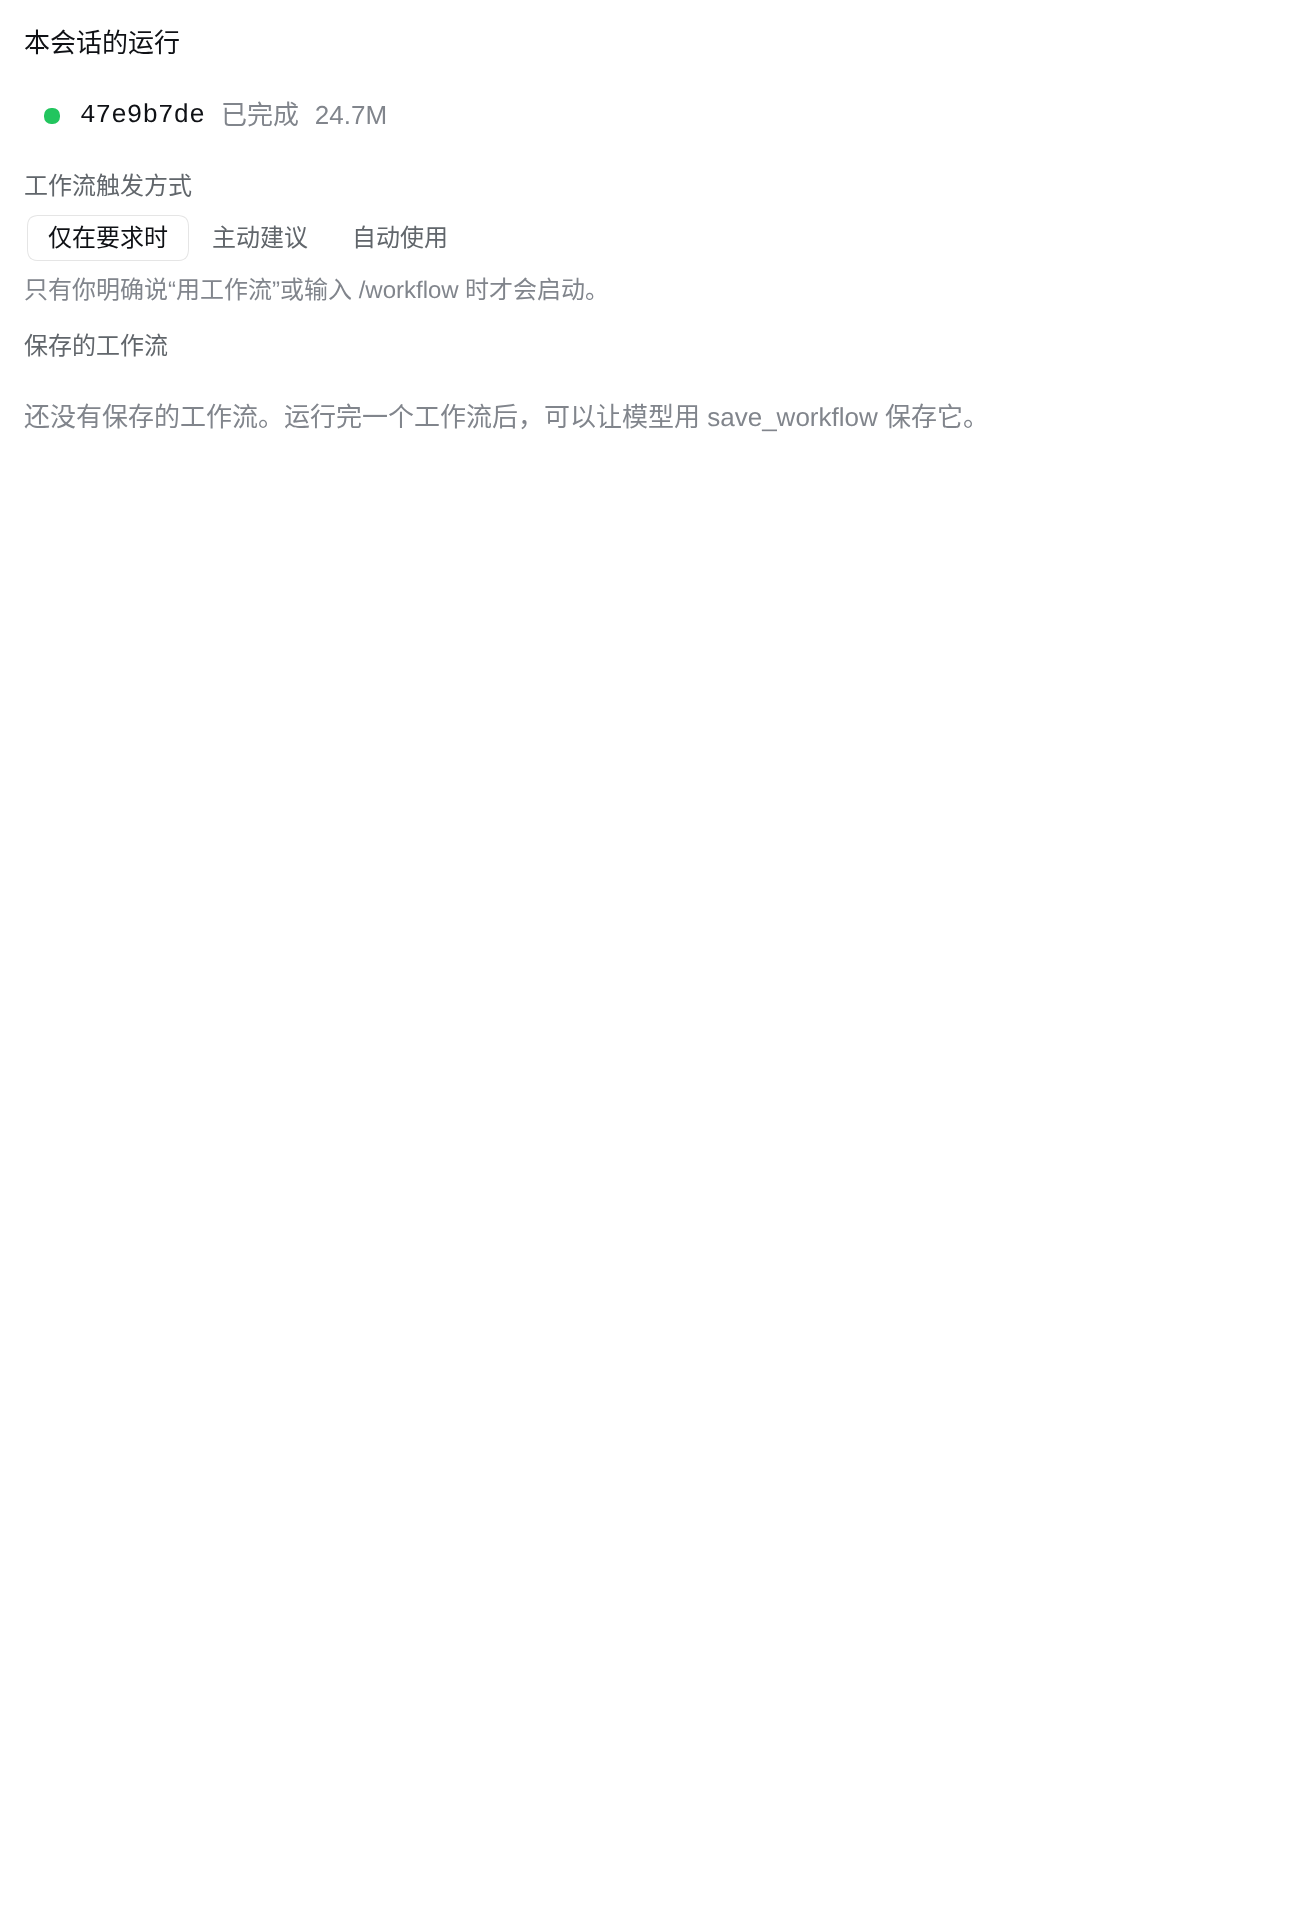 本会话的运行
47e9b7de 已完成 24.7M
工作流触发方式
仅在要求时 主动建议 自动使用
只有你明确说“用工作流”或输入 /workflow 时才会启动。
保存的工作流
还没有保存的工作流。运行完一个工作流后，可以让模型用 save_workflow 保存它。